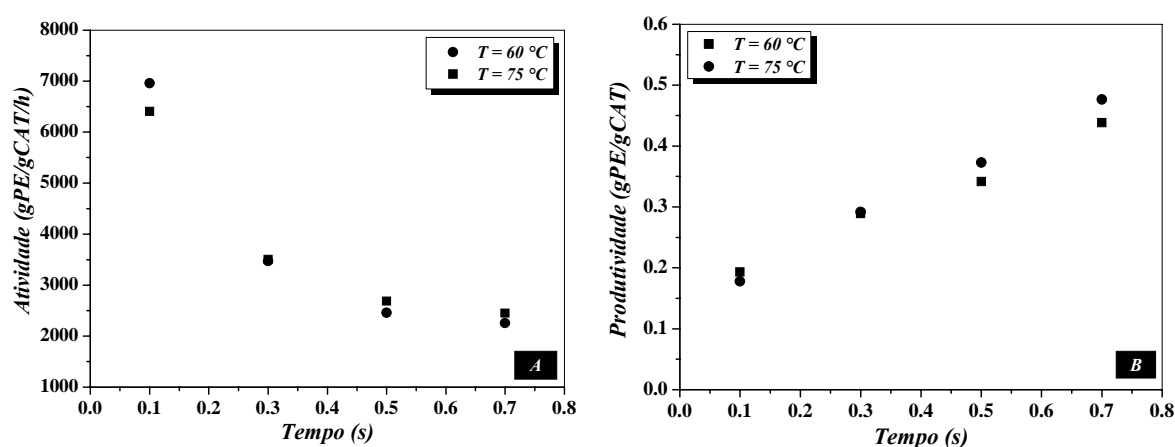 8000
7000
6000
5000
4000
3000
2000
1000
Atividade (gPE/gCAT/h)
T = 60 °C
T = 75 °C
A
0.0 0.1 0.2 0.3 0.4 0.5 0.6 0.7 0.8
Tempo (s)
0.6
0.5
0.4
0.3
0.2
0.1
0.0
Produtividade (gPE/gCAT)
T = 60 °C
T = 75 °C
B
0.0 0.1 0.2 0.3 0.4 0.5 0.6 0.7 0.8
Tempo (s)